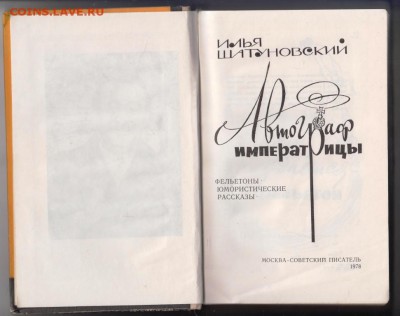 COINS.LAVE.RU
ИЛЬЯ
ШАТУНОВСКИЙ
Автограф
императрицы
ФЕЛЬЕТОНЫ·
ЮМОРИСТИЧЕСКИЕ
РАССКАЗЫ·
МОСКВА·СОВЕТСКИЙ ПИСАТЕЛЬ
1978